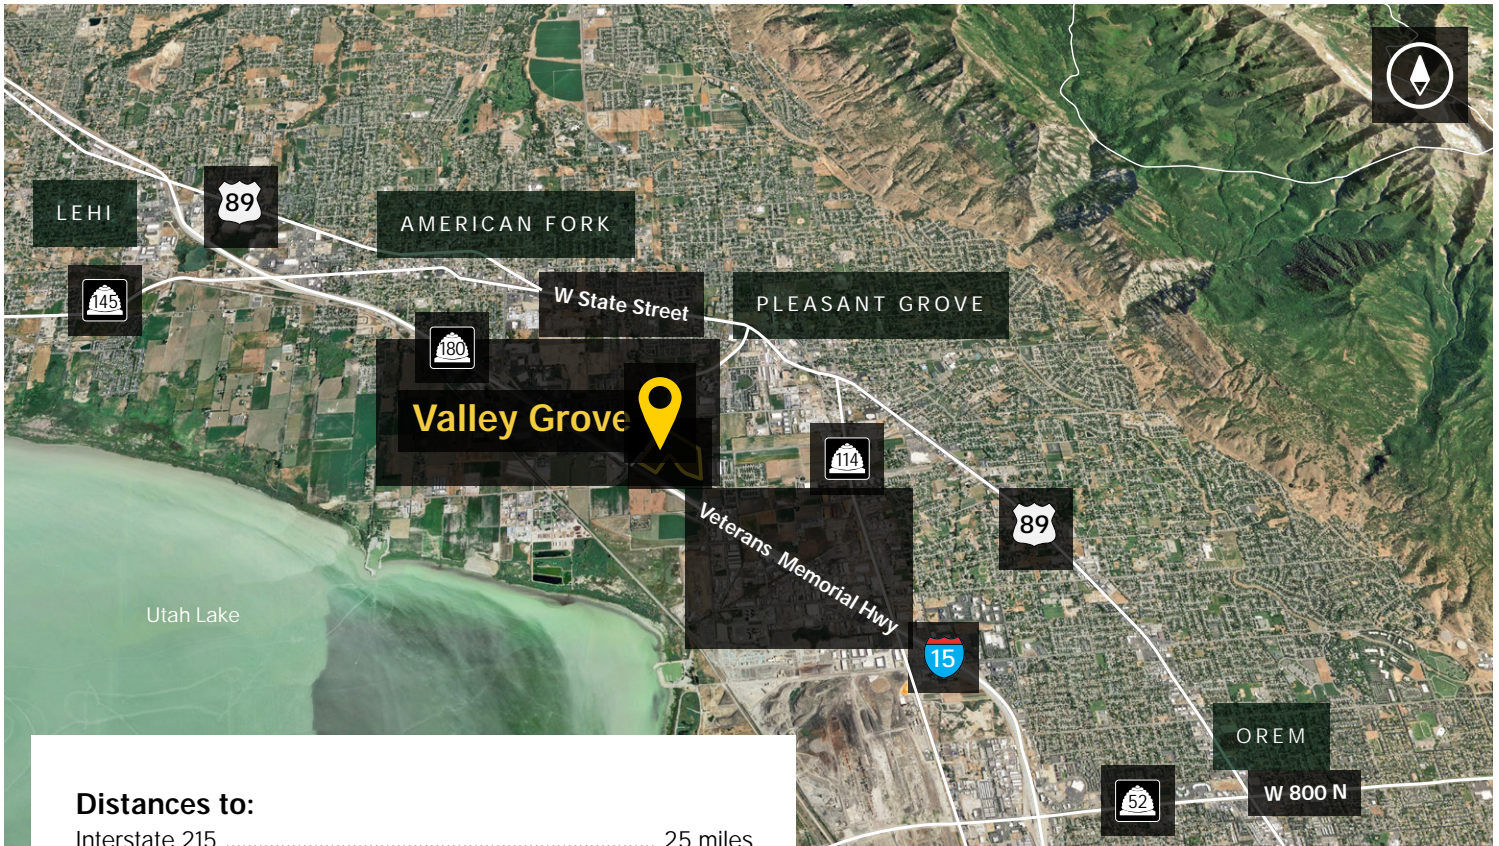 LEHI
89
AMERICAN FORK
145
W State Street
PLEASANT GROVE
180
Valley Grove
114
Veterans Memorial Hwy
89
Utah Lake
15
OREM
52
W 800 N
Distances to:
Interstate 215 25 miles